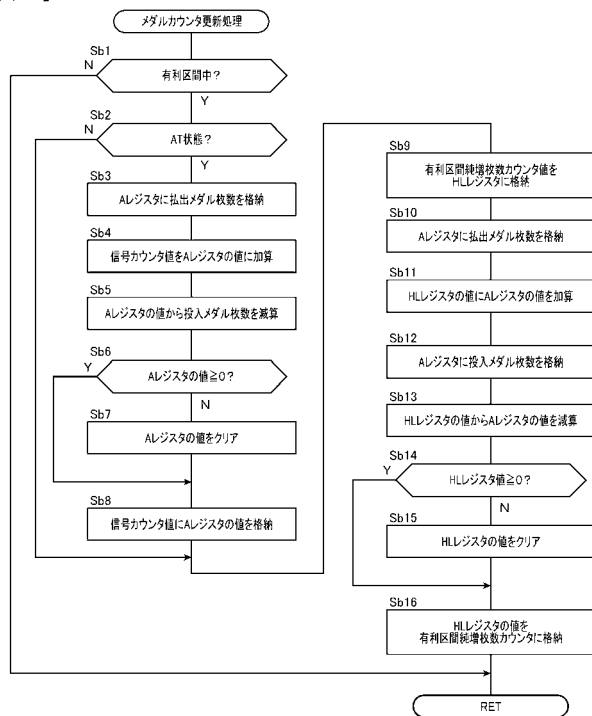 メダルカウンタ更新処理
Sb1
N
有利区間中？
Y
Sb2
N
AT状態？
Y
Sb3
Aレジスタに払出メダル枚数を格納
Sb4
信号カウンタ値をAレジスタの値に加算
Sb5
Aレジスタの値から投入メダル枚数を減算
Sb6
Y
Aレジスタの値≧0？
N
Sb7
Aレジスタの値をクリア
Sb8
信号カウンタ値にAレジスタの値を格納
Sb9
有利区間純増枚数カウンタ値を
HLレジスタに格納
Sb10
Aレジスタに払出メダル枚数を格納
Sb11
HLレジスタの値にAレジスタの値を加算
Sb12
Aレジスタに投入メダル枚数を格納
Sb13
HLレジスタの値からAレジスタの値を減算
Sb14
Y
HLレジスタ値≧0？
N
Sb15
HLレジスタの値をクリア
Sb16
HLレジスタの値を
有利区間純増枚数カウンタに格納
RET